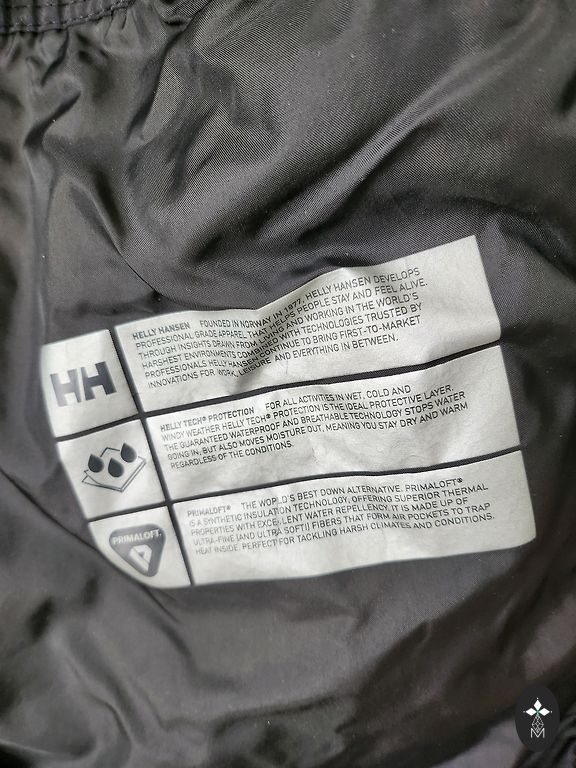 HH
HELLY HANSEN FOUNDED IN NORWAY IN 1877, HELLY HANSEN DEVELOPS
PROFESSIONAL GRADE APPAREL THAT HELPS PEOPLE STAY AND FEEL ALIVE.
THROUGH INSIGHTS DRAWN FROM LIVING AND WORKING IN THE WORLD'S
HARSHEST ENVIRONMENTS COMBINED WITH TECHNOLOGIES TRUSTED BY
PROFESSIONALS HELLY HANSEN CONTINUE TO BRING FIRST-TO-MARKET
INNOVATIONS FOR WORK, LEISURE AND EVERYTHING IN BETWEEN.
HELLY TECH® PROTECTION FOR ALL ACTIVITIES IN WET, COLD AND
WINDY WEATHER HELLY TECH® PROTECTION IS THE IDEAL PROTECTIVE LAYER.
THE GUARANTEED WATERPROOF AND BREATHABLE TECHNOLOGY STOPS WATER
GOING IN, BUT ALSO MOVES MOISTURE OUT, MEANING YOU STAY DRY AND WARM
REGARDLESS OF THE CONDITIONS.
PRIMALOFT.
PRIMALOFT® THE WORLD'S BEST DOWN ALTERNATIVE. PRIMALOFT®
IS A SYNTHETIC INSULATION TECHNOLOGY, OFFERING SUPERIOR THERMAL
PROPERTIES WITH EXCELLENT WATER REPELLENCY. IT IS MADE UP OF
ULTRA-FINE (AND ULTRA SOFT!) FIBERS THAT FORM AIR POCKETS TO TRAP
HEAT INSIDE. PERFECT FOR TACKLING HARSH CLIMATES AND CONDITIONS.
M